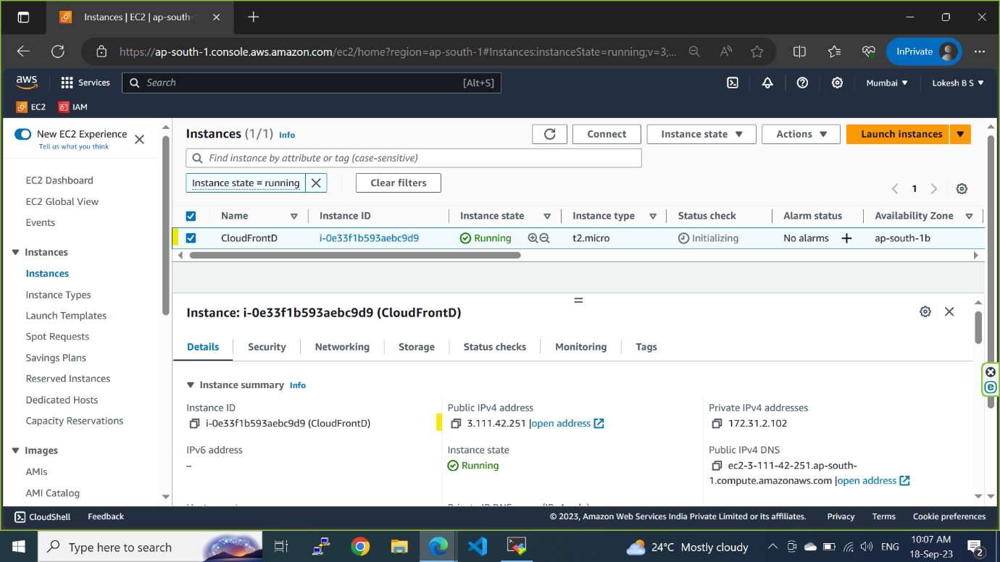 Instances | EC2 | ap-south-1
https://ap-south-1.console.aws.amazon.com/ec2/home?region=ap-south-1#Instances:instanceState=running;v=3;...
InPrivate
aws
Services
Search
[Alt+S]
Mumbai
Lokesh B S
EC2
IAM
New EC2 Experience
Tell us what you think
EC2 Dashboard
EC2 Global View
Events
Instances
Instances
Instance Types
Launch Templates
Spot Requests
Savings Plans
Reserved Instances
Dedicated Hosts
Capacity Reservations
Images
AMIs
AMI Catalog
Instances (1/1) Info
Connect
Instance state
Actions
Launch instances
Find instance by attribute or tag (case-sensitive)
Instance state = running
Clear filters
1
Name Instance ID Instance state Instance type Status check Alarm status Availability Zone
CloudFrontD i-0e33f1b593aebc9d9 Running t2.micro Initializing No alarms ap-south-1b
Instance: i-0e33f1b593aebc9d9 (CloudFrontD)
Details Security Networking Storage Status checks Monitoring Tags
Instance summary Info
Instance ID
i-0e33f1b593aebc9d9 (CloudFrontD)
Public IPv4 address
3.111.42.251 |open address
Private IPv4 addresses
172.31.2.102
IPv6 address
–
Instance state
Running
Public IPv4 DNS
ec2-3-111-42-251.ap-south-
1.compute.amazonaws.com |open address
CloudShell
Feedback
© 2023, Amazon Web Services India Private Limited or its affiliates.
Privacy
Terms
Cookie preferences
Type here to search
24°C Mostly cloudy
ENG
10:07 AM
18-Sep-23
2